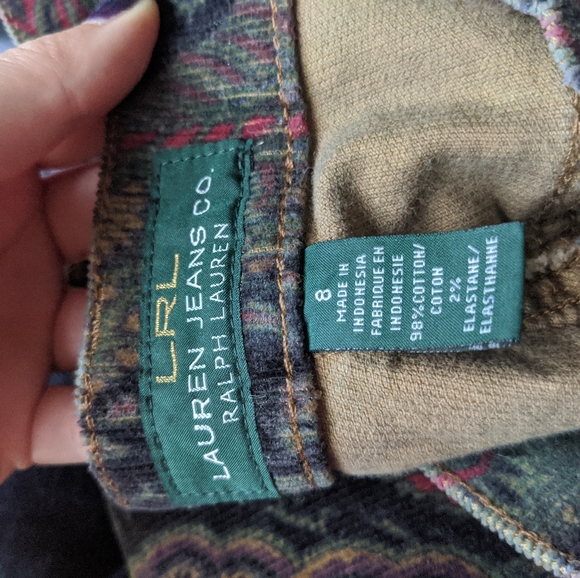 LRL
LAUREN JEANS CO.
RALPH LAUREN
8
MADE IN
INDONESIA
FABRIQUE EN
INDONESIE
98% COTTON/
COTON
2%
ELASTANE/
ELASTHANNE